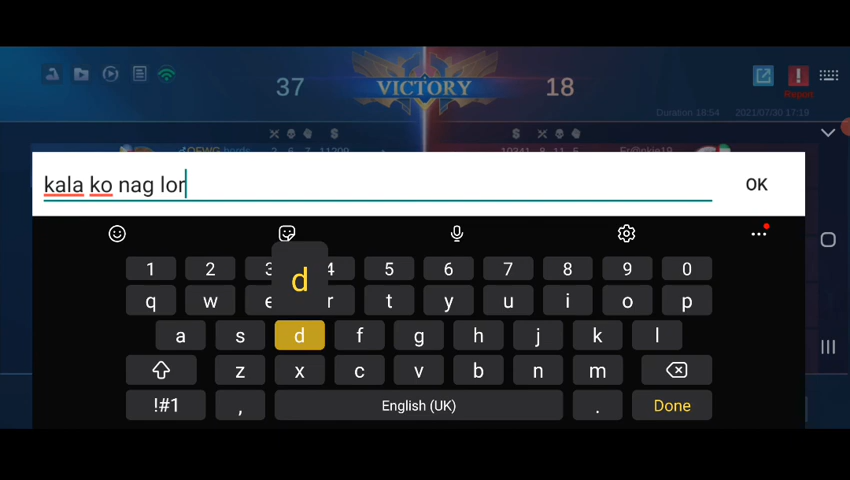 37 VICTORY 18
Report
Duration 18:54 2021/07/30 17:19
kala ko nag lor OK
d
1 2 3 4 5 6 7 8 9 0
q w e r t y u i o p
a s d f g h j k l
z x c v b n m
!#1 , English (UK) . Done